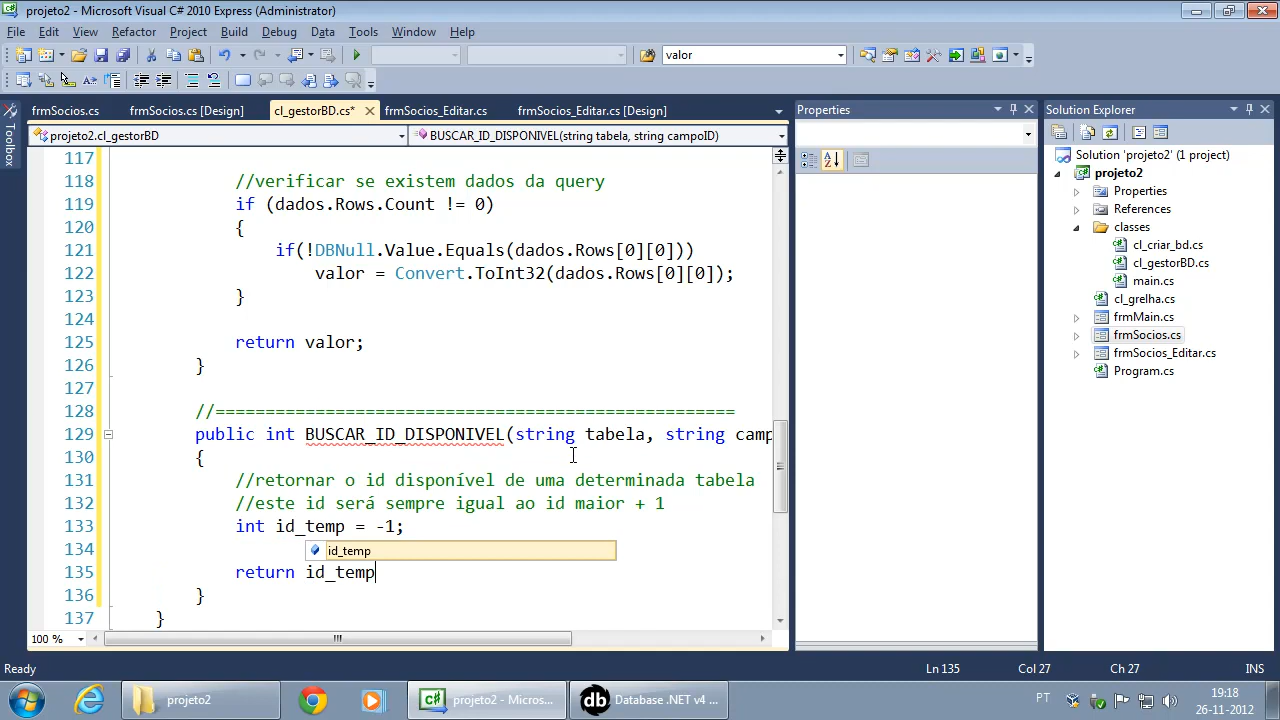 projeto2 - Microsoft Visual C# 2010 Express (Administrator)
File Edit View Refactor Project Build Debug Data Tools Window Help
valor
frmSocios.cs frmSocios.cs [Design] cl_gestorBD.cs* frmSocios_Editar.cs frmSocios_Editar.cs [Design]
projeto2.cl_gestorBD BUSCAR_ID_DISPONIVEL(string tabela, string campoID)
Toolbox
117
118 //verificar se existem dados da query
119 if (dados.Rows.Count != 0)
120 {
121 if(!DBNull.Value.Equals(dados.Rows[0][0]))
122 valor = Convert.ToInt32(dados.Rows[0][0]);
123 }
124
125 return valor;
126 }
127
128 //====================================================
129 public int BUSCAR_ID_DISPONIVEL(string tabela, string camp
130 {
131 //retornar o id disponível de uma determinada tabela
132 //este id será sempre igual ao id maior + 1
133 int id_temp = -1;
134
id_temp
135 return id_temp
136 }
137 }
100 %
Properties
Solution Explorer
Solution 'projeto2' (1 project)
projeto2
Properties
References
classes
cl_criar_bd.cs
cl_gestorBD.cs
main.cs
cl_grelha.cs
frmMain.cs
frmSocios.cs
frmSocios_Editar.cs
Program.cs
Ready Ln 135 Col 27 Ch 27 INS
projeto2 projeto2 - Micros... db Database .NET v4 ... PT 19:18
26-11-2012